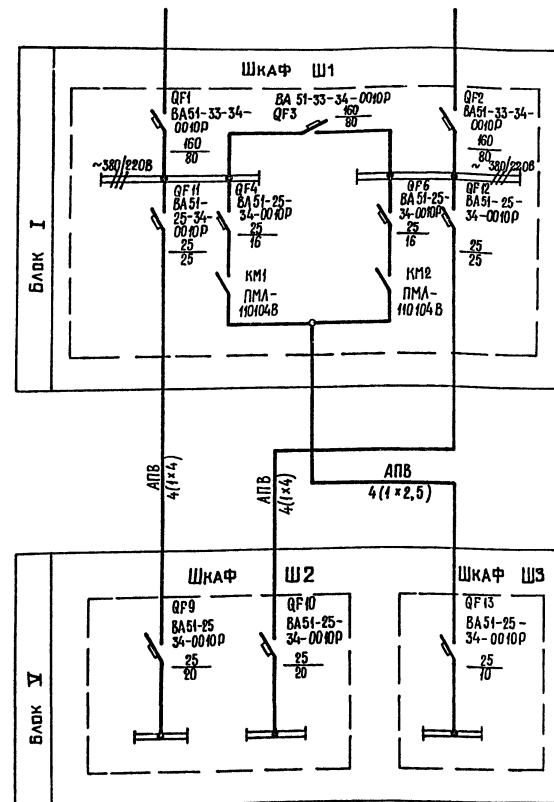 Шкаф Ш1
QF1
ВА51-33-34-
0010Р
160
80
ВА 51-33-34-0010Р
QF3
160
80
QF2
ВА51-33-34-
0010Р
160
80
~380/220В
~ 380/220В
QF11
ВА51-
25-34-
0010Р
25
25
QF4
ВА51-25-
34-0010Р
25
16
QF6
ВА51-25-
34-0010Р
25
16
QF12
ВА51-25-
34-0010Р
25
25
КМ1
ПМЛ-
110104В
КМ2
ПМЛ-
110104В
Блок I
АПВ
4(1×4)
АПВ
4(1×4)
АПВ
4(1×2,5)
Шкаф Ш2
Шкаф Ш3
QF9
ВА51-25
34-0010Р
25
20
QF10
ВА51-25-
34-0010Р
25
20
QF13
ВА51-25-
34-0010Р
25
10
Блок V